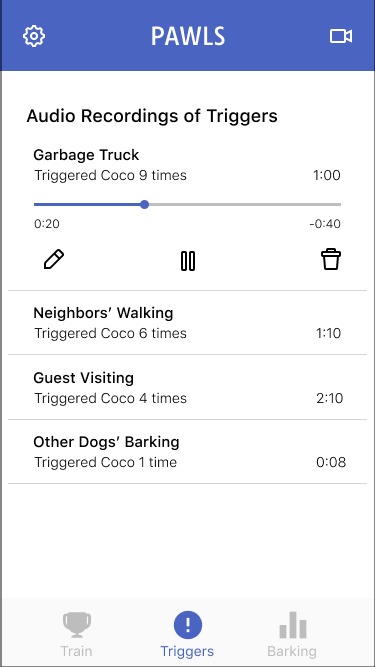 PAWLS
Audio Recordings of Triggers
Garbage Truck
Triggered Coco 9 times 1:00
0:20 -0:40
Neighbors’ Walking
Triggered Coco 6 times 1:10
Guest Visiting
Triggered Coco 4 times 2:10
Other Dogs’ Barking
Triggered Coco 1 time 0:08
Train Triggers Barking